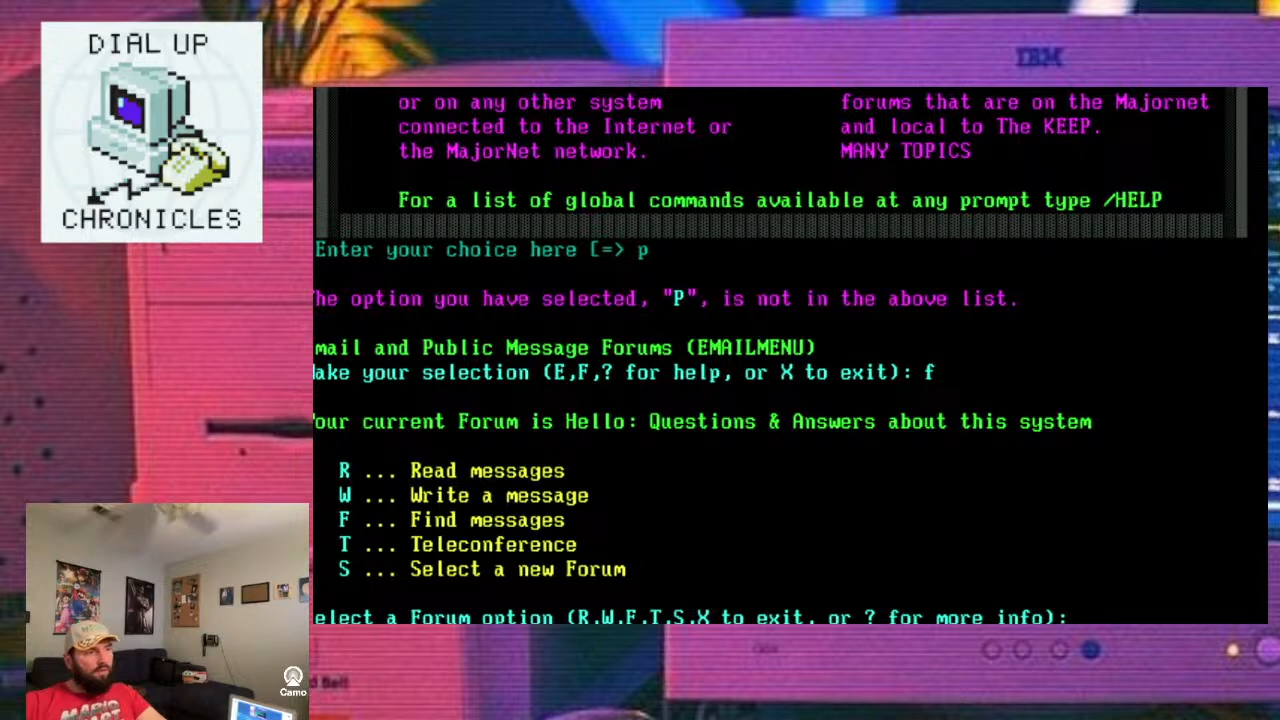 DIAL UP
CHRONICLES
IBM
or on any other system forums that are on the Majornet
connected to the Internet or and local to The KEEP.
the MajorNet network. MANY TOPICS
For a list of global commands available at any prompt type /HELP
Enter your choice here [=> p
he option you have selected, "P", is not in the above list.
mail and Public Message Forums (EMAILMENU)
ake your selection (E,F,? for help, or X to exit): f
our current Forum is Hello: Questions & Answers about this system
R ... Read messages
W ... Write a message
F ... Find messages
T ... Teleconference
S ... Select a new Forum
elect a Forum option (R,W,F,T,S,X to exit, or ? for more info):
Camo
d Bell
MARIO